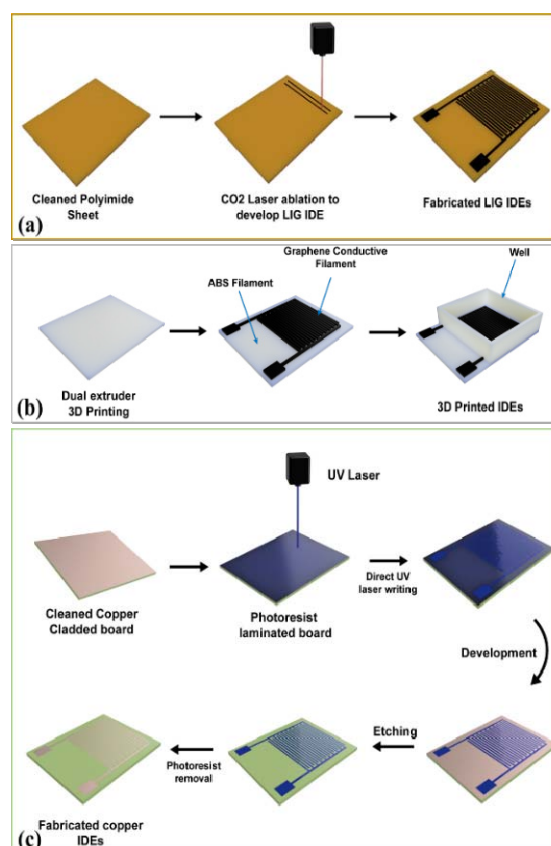 Cleaned Polyimide
Sheet
CO2 Laser ablation to
develop LIG IDE
Fabricated LIG IDEs
(a)
Graphene Conductive
Filament
ABS Filament
Well
Dual extruder
3D Printing
3D Printed IDEs
(b)
UV Laser
Cleaned Copper
Cladded board
Photoresist
laminated board
Direct UV
laser writing
Development
Etching
Photoresist
removal
Fabricated copper
IDEs
(c)